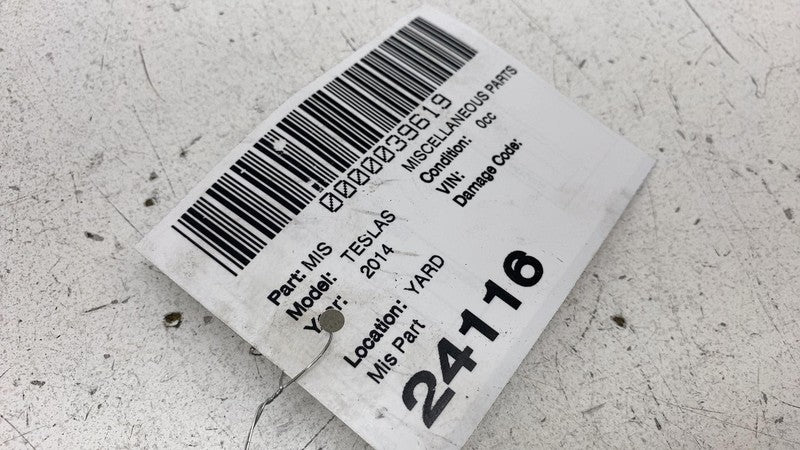 0000039619
Part: MIS MISCELLANEOUS PARTS
Model: TESLAS Condition: 0cc
Year: 2014 VIN:
Damage Code:
Location: YARD
Mis Part
24116